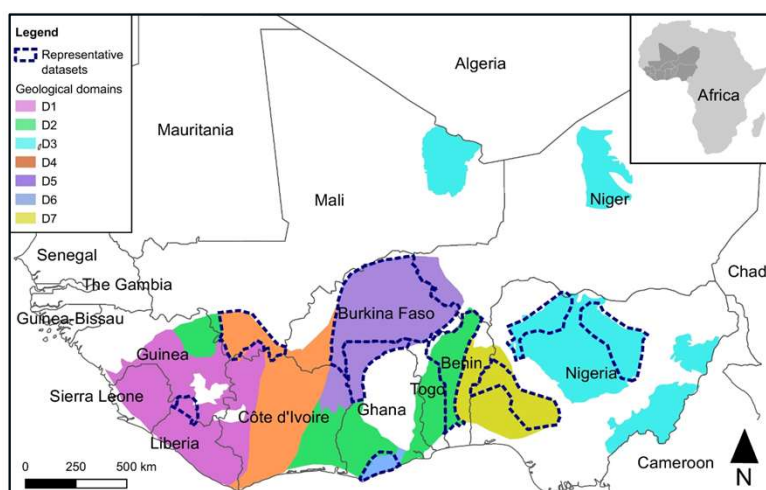 Legend
Representative
datasets
Geological domains
D1
D2
D3
D4
D5
D6
D7
Algeria
Africa
Mauritania
Mali
Niger
Senegal
The Gambia
Chad
Guinea-Bissau
Burkina Faso
Guinea
Benin
Nigeria
Sierra Leone
Togo
Ghana
Côte d'Ivoire
Liberia
Cameroon
0 250 500 km
N